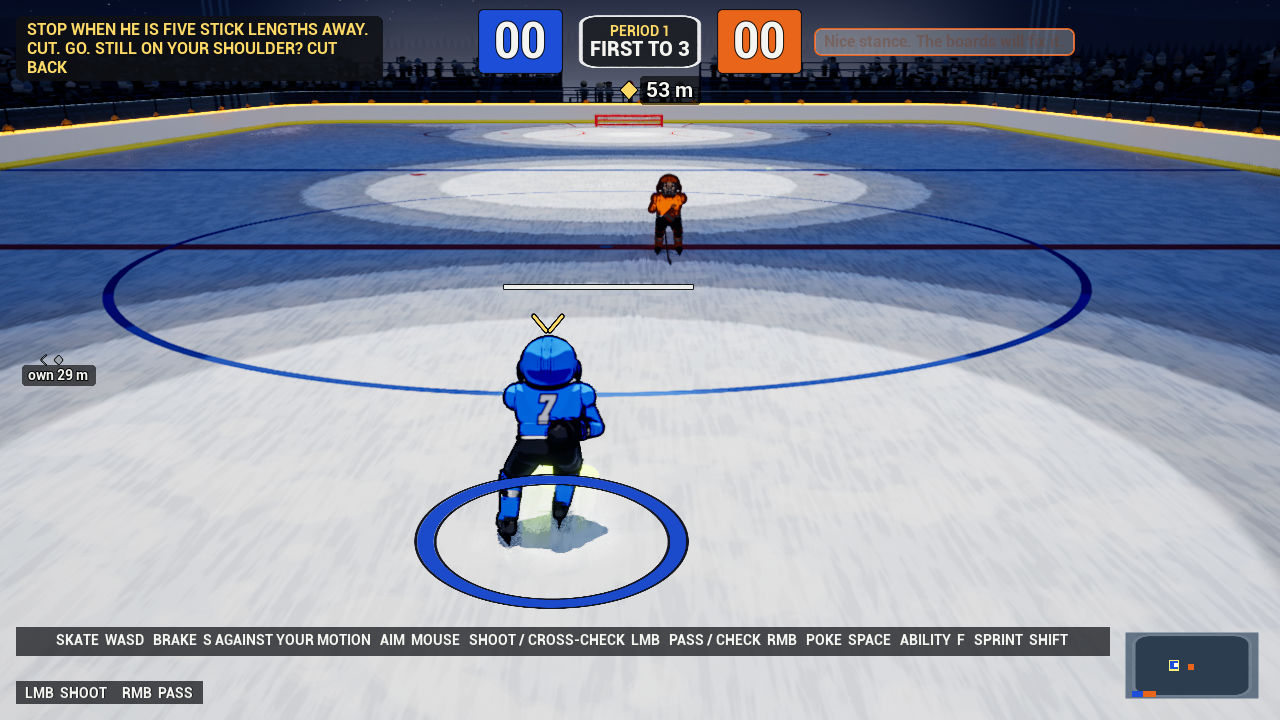 STOP WHEN HE IS FIVE STICK LENGTHS AWAY.
CUT. GO. STILL ON YOUR SHOULDER? CUT
BACK
00
PERIOD 1
FIRST TO 3
00
Nice stance. The boards will
53 m
own 29 m
7
SKATE WASD BRAKE S AGAINST YOUR MOTION AIM MOUSE SHOOT / CROSS-CHECK LMB PASS / CHECK RMB POKE SPACE ABILITY F SPRINT SHIFT
LMB SHOOT RMB PASS